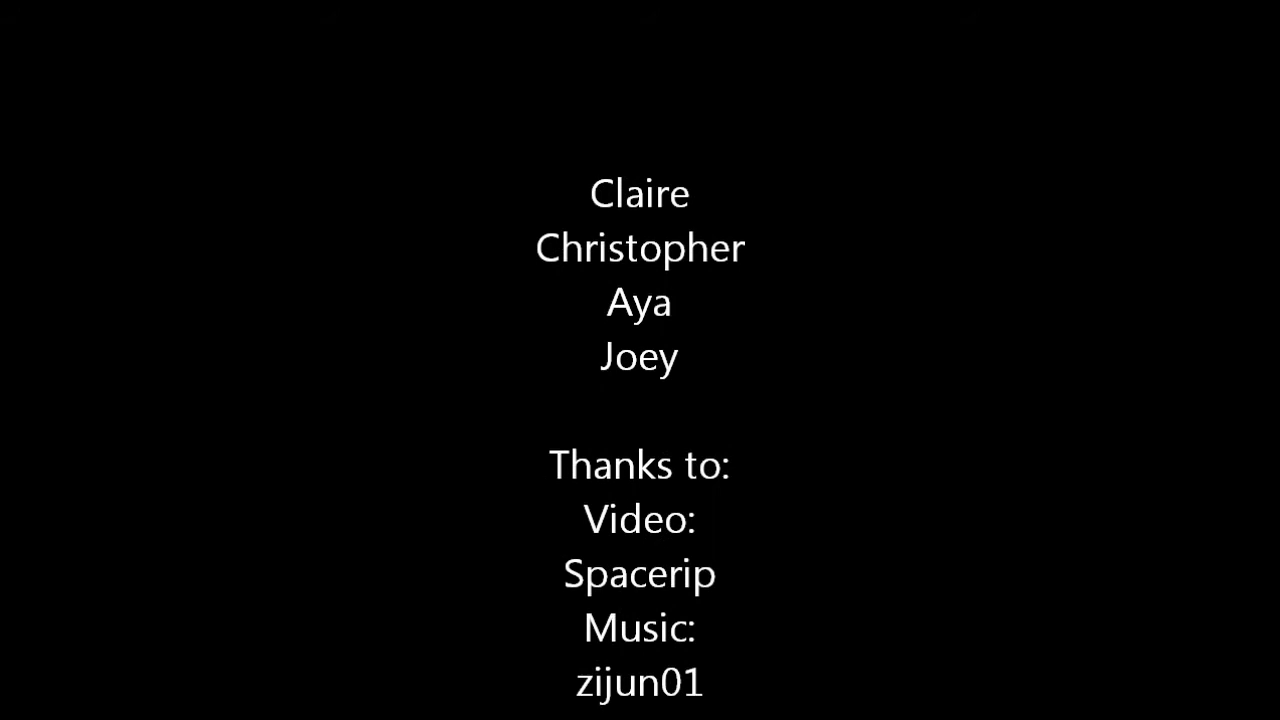 Claire
Christopher
Aya
Joey
Thanks to:
Video:
Spacerip
Music:
zijun01